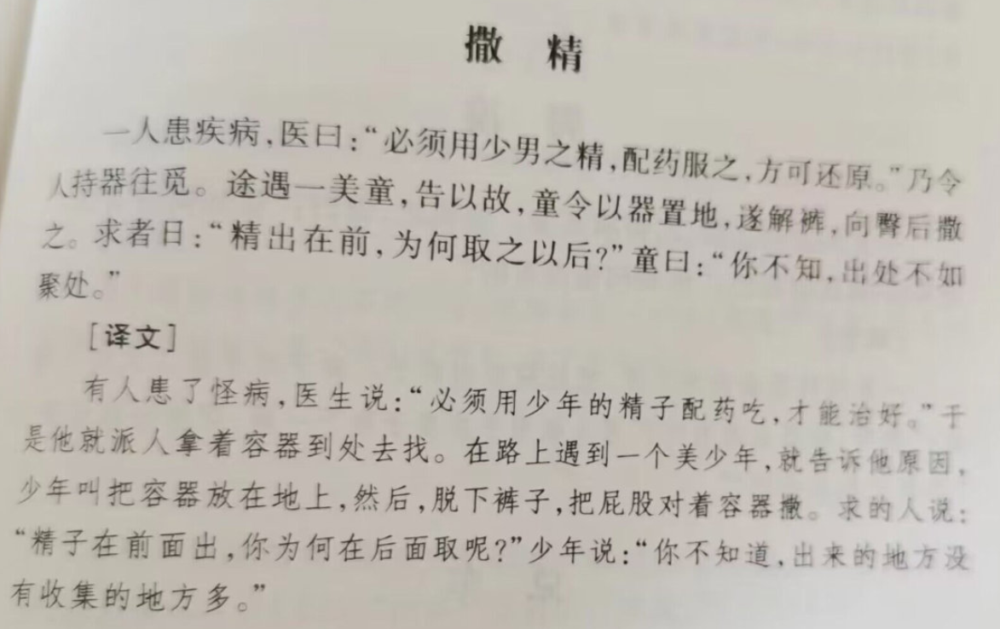 撒 精
一人患疾病,医曰:“必须用少男之精,配药服之,方可还原。”乃令
人持器往觅。途遇一美童,告以故,童令以器置地,遂解裤,向臀后撒
之。求者日:“精出在前,为何取之以后?”童曰:“你不知,出处不如
聚处。”
[译文]
有人患了怪病,医生说:“必须用少年的精子配药吃,才能治好。”于
是他就派人拿着容器到处去找。在路上遇到一个美少年,就告诉他原因,
少年叫把容器放在地上,然后,脱下裤子,把屁股对着容器撒。求的人说:
“精子在前面出,你为何在后面取呢?”少年说:“你不知道,出来的地方没
有收集的地方多。”